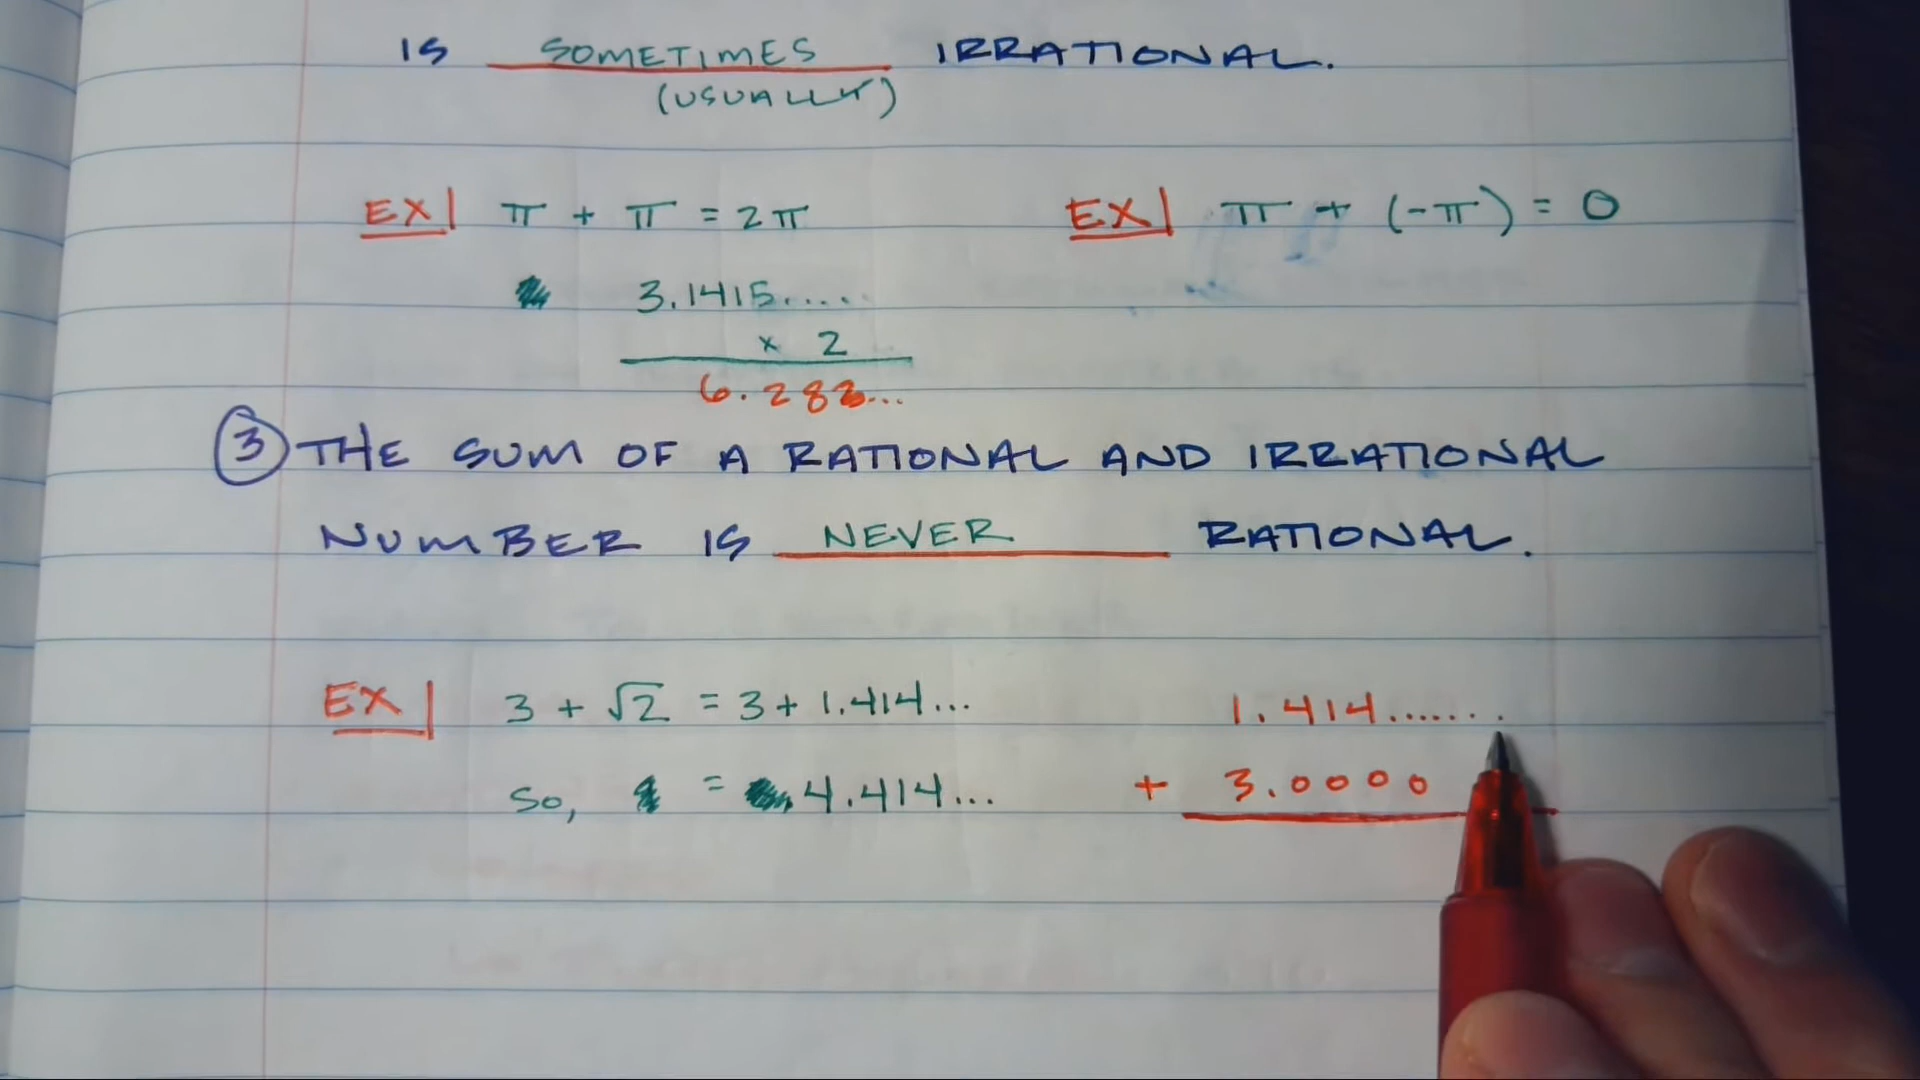 IS SOMETIMES IRRATIONAL.
(USUALLY)
EX| π + π = 2π
EX| π + (-π) = 0
3.1415.....
x 2
6.283...
③ THE SUM OF A RATIONAL AND IRRATIONAL
NUMBER IS NEVER RATIONAL.
EX| 3 + √2 = 3 + 1.414...
So, = 4.414...
1.414.......
+ 3.0000